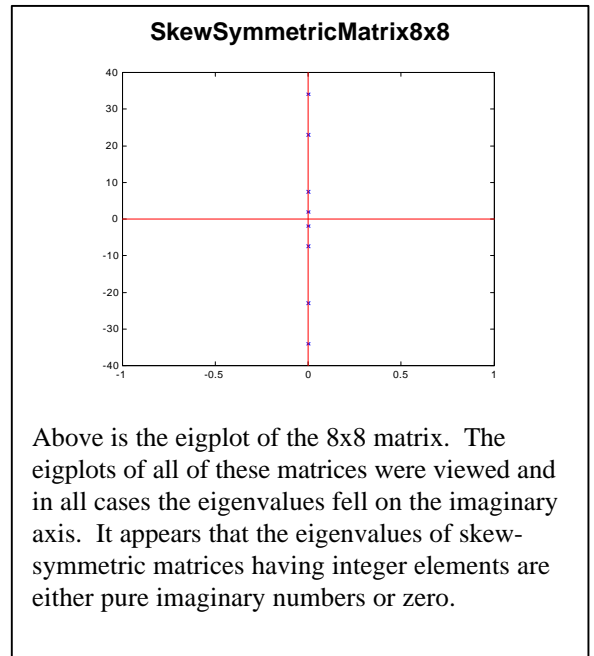 SkewSymmetricMatrix8x8
40
30
20
10
0
-10
-20
-30
-40
-1 -0.5 0 0.5 1
Above is the eigplot of the 8x8 matrix. The
eigplots of all of these matrices were viewed and
in all cases the eigenvalues fell on the imaginary
axis. It appears that the eigenvalues of skew-
symmetric matrices having integer elements are
either pure imaginary numbers or zero.